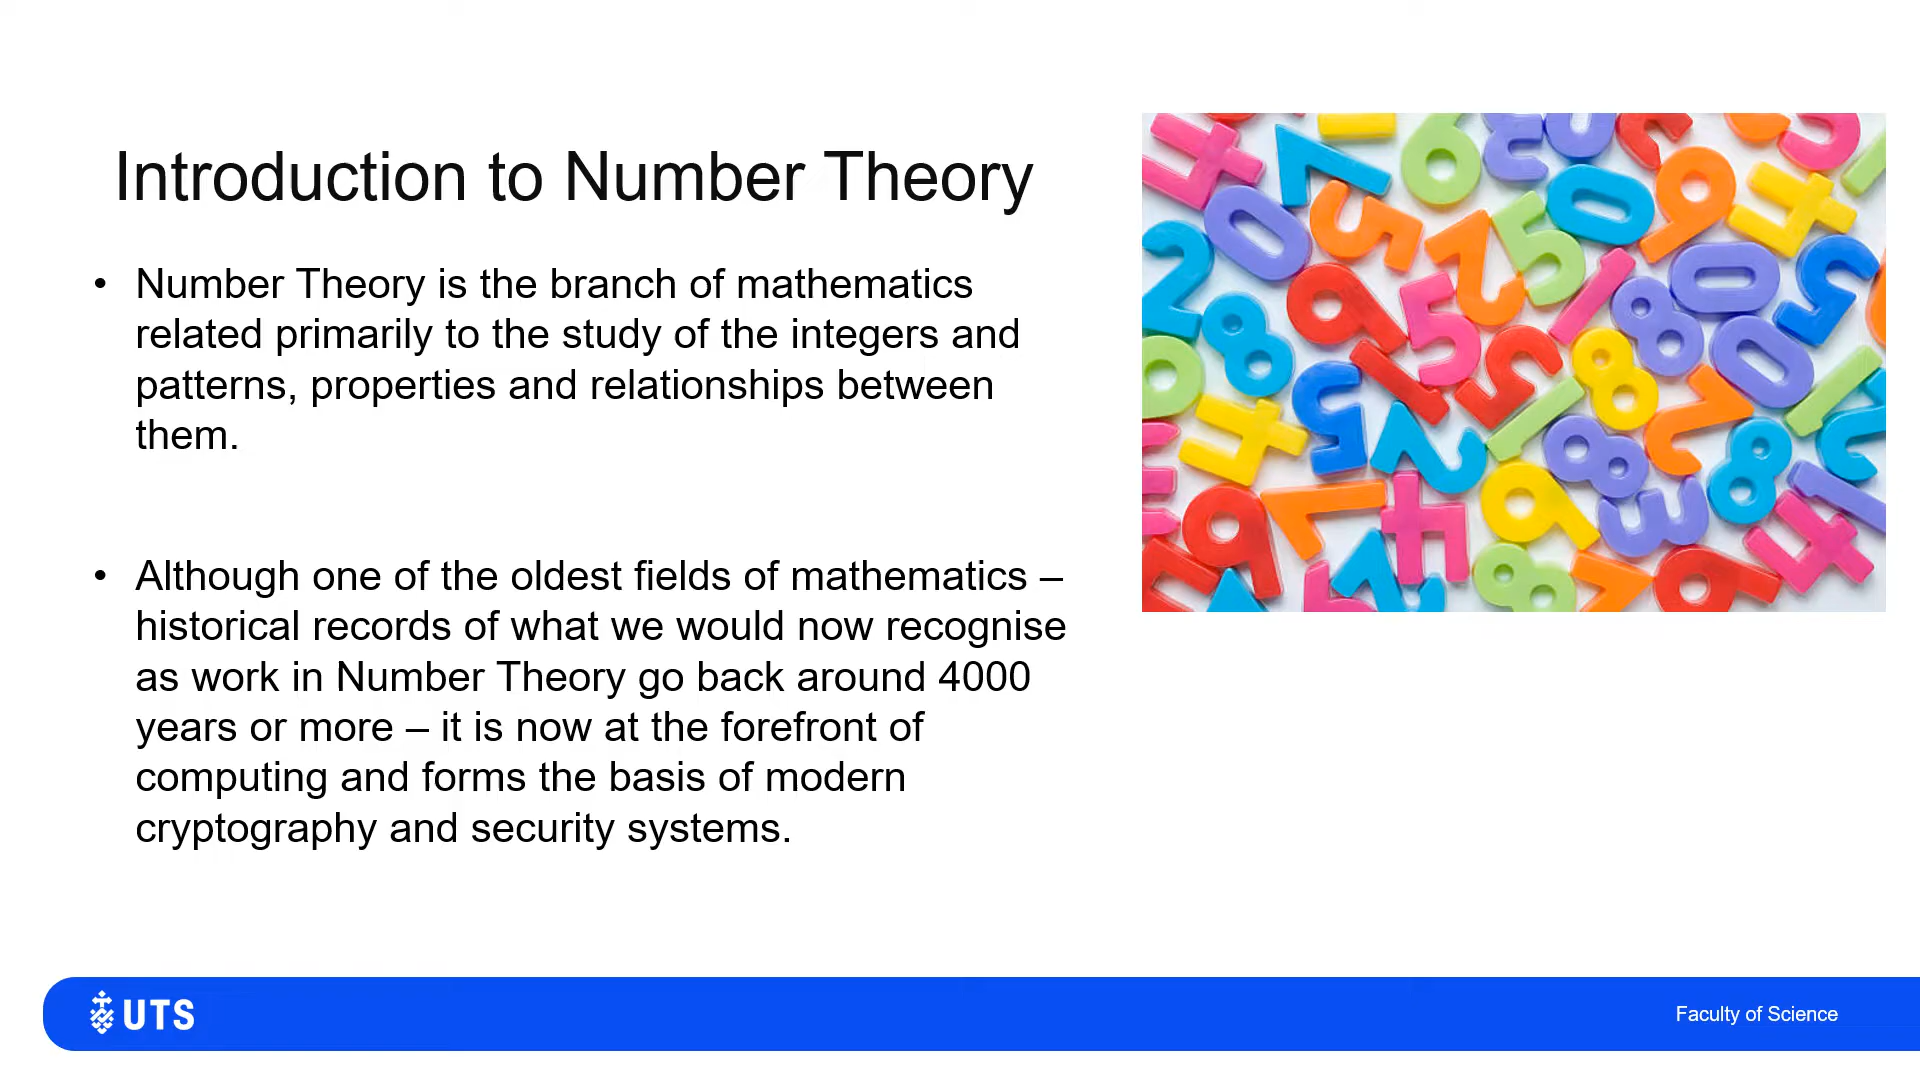 Introduction to Number Theory
• Number Theory is the branch of mathematics
related primarily to the study of the integers and
patterns, properties and relationships between
them.
• Although one of the oldest fields of mathematics –
historical records of what we would now recognise
as work in Number Theory go back around 4000
years or more – it is now at the forefront of
computing and forms the basis of modern
cryptography and security systems.
UTS
Faculty of Science